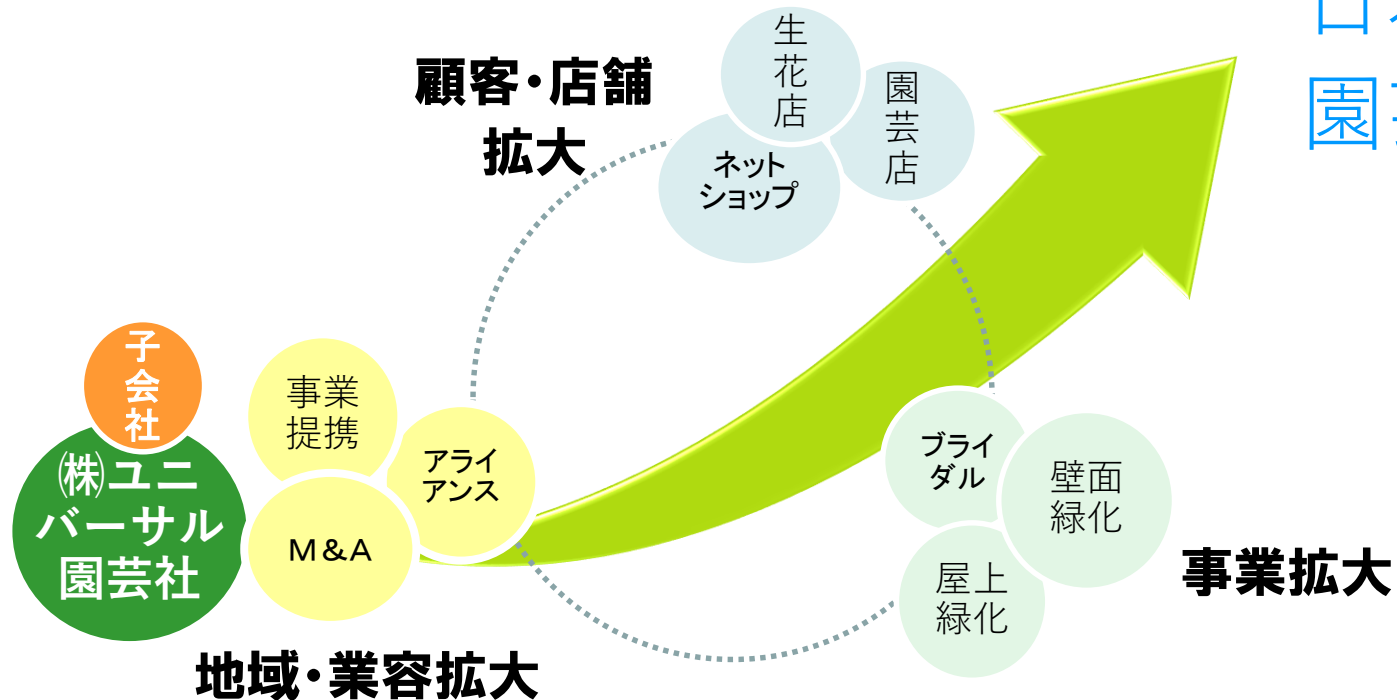 顧客・店舗
拡大
生花店
園芸店
ネット
ショップ
園芸
子会社
㈱ユニ
バーサル
園芸社
事業
提携
アライ
アンス
M&A
地域・業容拡大
ブライ
ダル
壁面
緑化
屋上
緑化
事業拡大